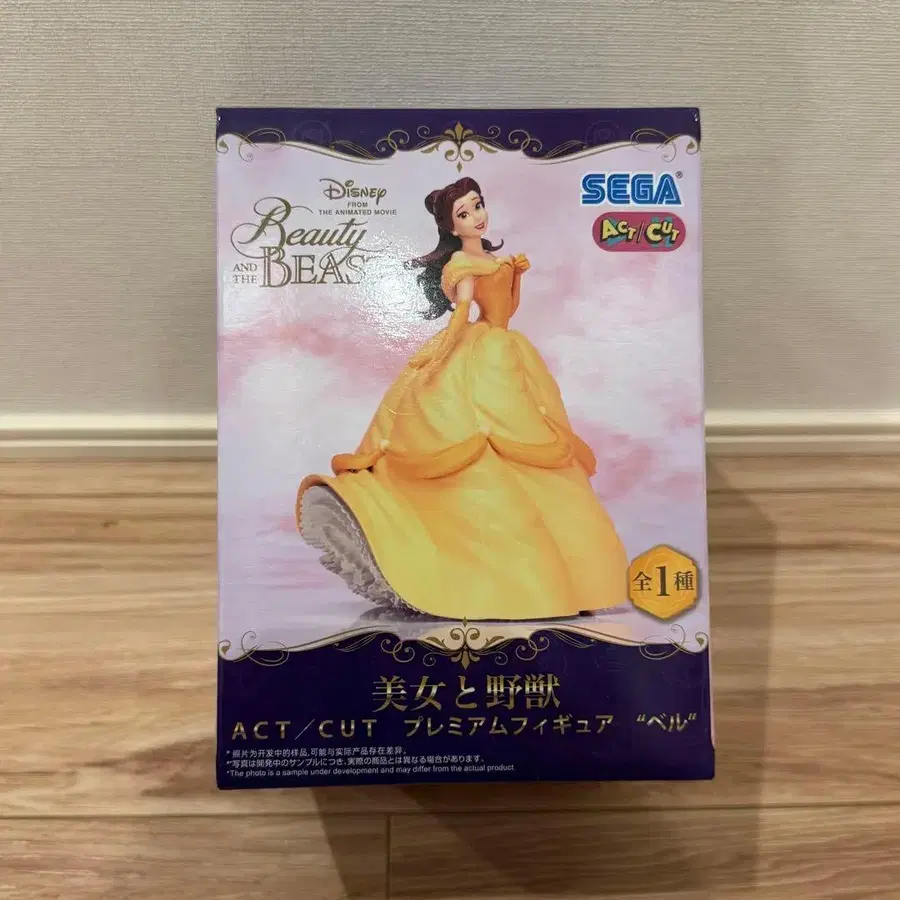 Disney
FROM
THE ANIMATED MOVIE
Beauty
AND THE BEAST
SEGA®
ACT/CUT
全1種
美女と野獣
ACT/CUT プレミアムフィギュア “ベル”
*照片为开发中的样品,可能与实际产品存在差异。
*写真は開発中のサンプルにつき、実際の商品とは異なる場合があります。
*The photo is a sample under development and may differ from the actual product